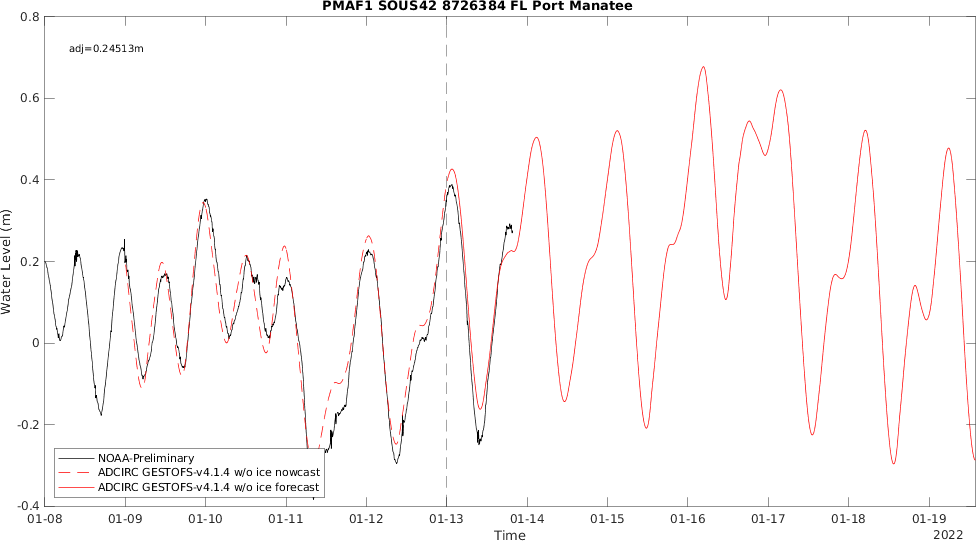 PMAF1 SOUS42 8726384 FL Port Manatee
0.8
adj=0.24513m
0.6
0.4
0.2
0
-0.2
-0.4
Water Level (m)
NOAA-Preliminary
ADCIRC GESTOFS-v4.1.4 w/o ice nowcast
ADCIRC GESTOFS-v4.1.4 w/o ice forecast
01-08 01-09 01-10 01-11 01-12 01-13 01-14 01-15 01-16 01-17 01-18 01-19
Time
2022